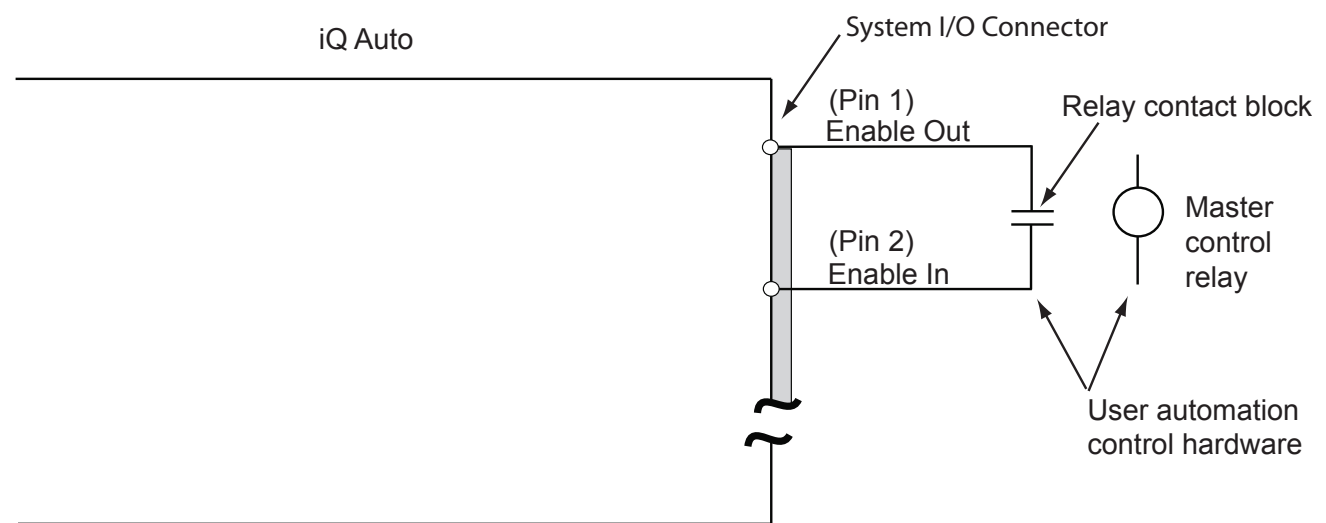 iQ Auto
System I/O Connector
(Pin 1)
Enable Out
Relay contact block
Master
control
relay
(Pin 2)
Enable In
User automation
control hardware